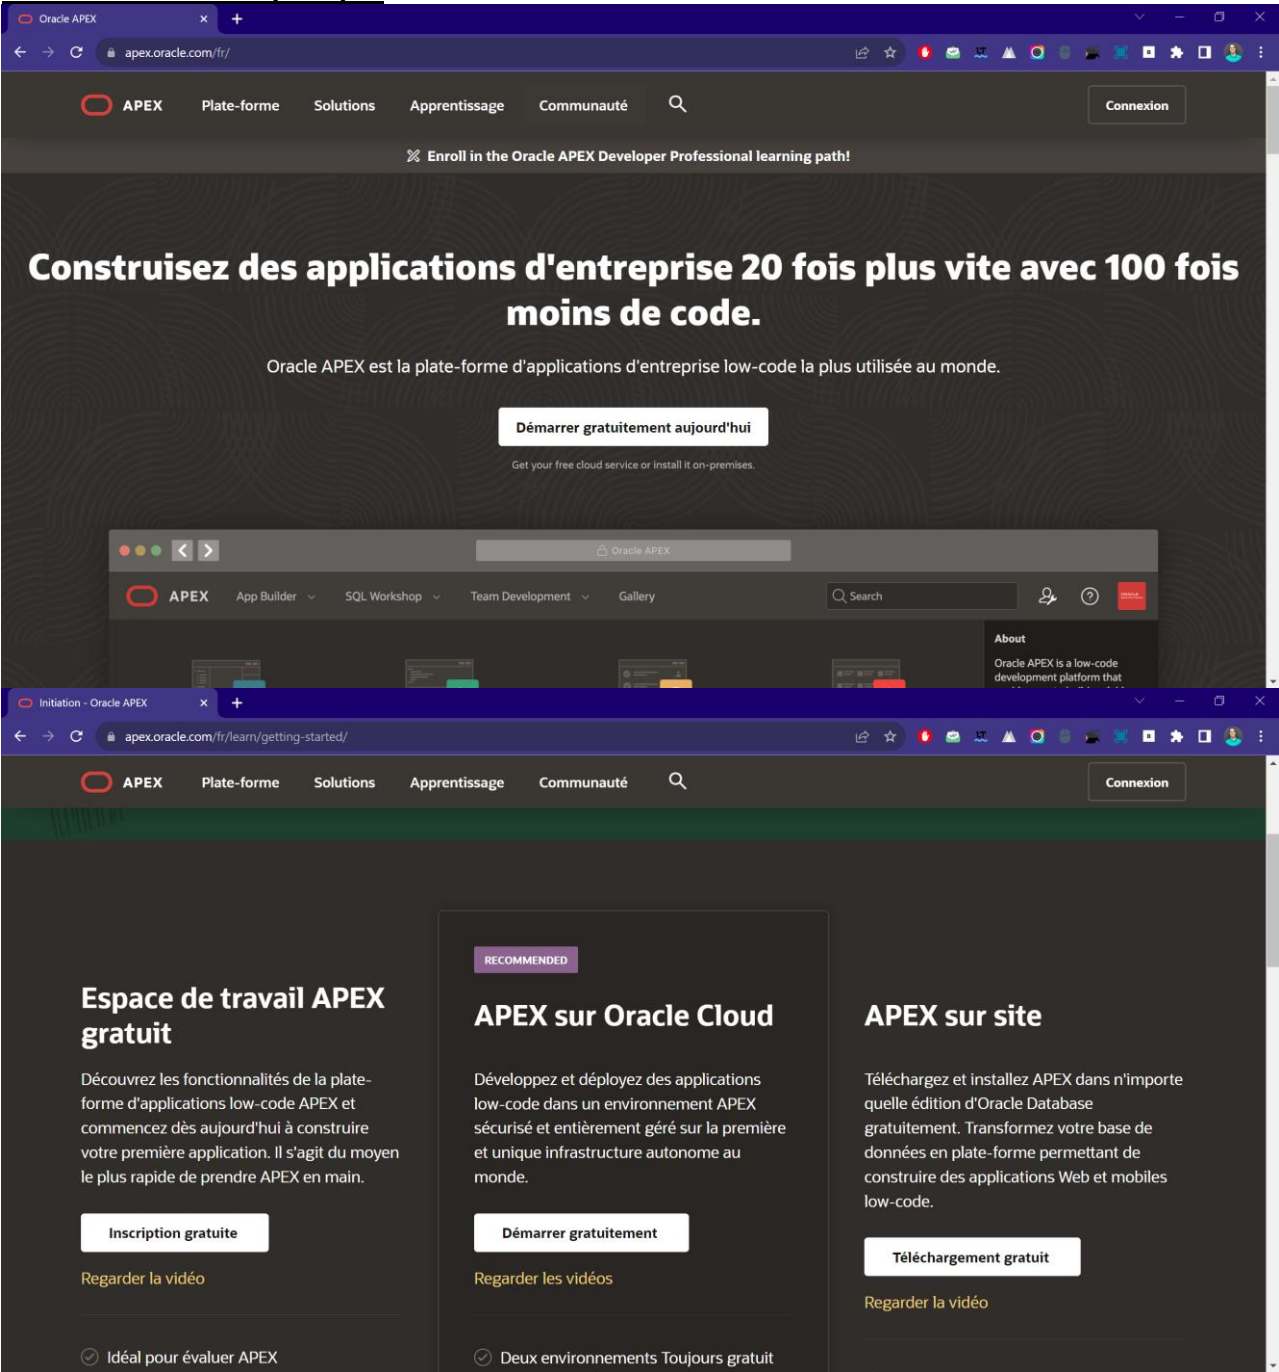 Oracle APEX
apex.oracle.com/fr/
APEX Plate-forme Solutions Apprentissage Communauté Connexion
Enroll in the Oracle APEX Developer Professional learning path!
Construisez des applications d'entreprise 20 fois plus vite avec 100 fois
moins de code.
Oracle APEX est la plate-forme d'applications d'entreprise low-code la plus utilisée au monde.
Démarrer gratuitement aujourd'hui
Get your free cloud service or install it on-premises.
Oracle APEX
APEX App Builder SQL Workshop Team Development Gallery Search
About
Oracle APEX is a low-code
development platform that
Initiation - Oracle APEX
apex.oracle.com/fr/learn/getting-started/
APEX Plate-forme Solutions Apprentissage Communauté Connexion
Espace de travail APEX
gratuit
Découvrez les fonctionnalités de la plate-
forme d'applications low-code APEX et
commencez dès aujourd'hui à construire
votre première application. Il s'agit du moyen
le plus rapide de prendre APEX en main.
Inscription gratuite
Regarder la vidéo
Idéal pour évaluer APEX
RECOMMENDED
APEX sur Oracle Cloud
Développez et déployez des applications
low-code dans un environnement APEX
sécurisé et entièrement géré sur la première
et unique infrastructure autonome au
monde.
Démarrer gratuitement
Regarder les vidéos
Deux environnements Toujours gratuit
APEX sur site
Téléchargez et installez APEX dans n'importe
quelle édition d'Oracle Database
gratuitement. Transformez votre base de
données en plate-forme permettant de
construire des applications Web et mobiles
low-code.
Téléchargement gratuit
Regarder la vidéo